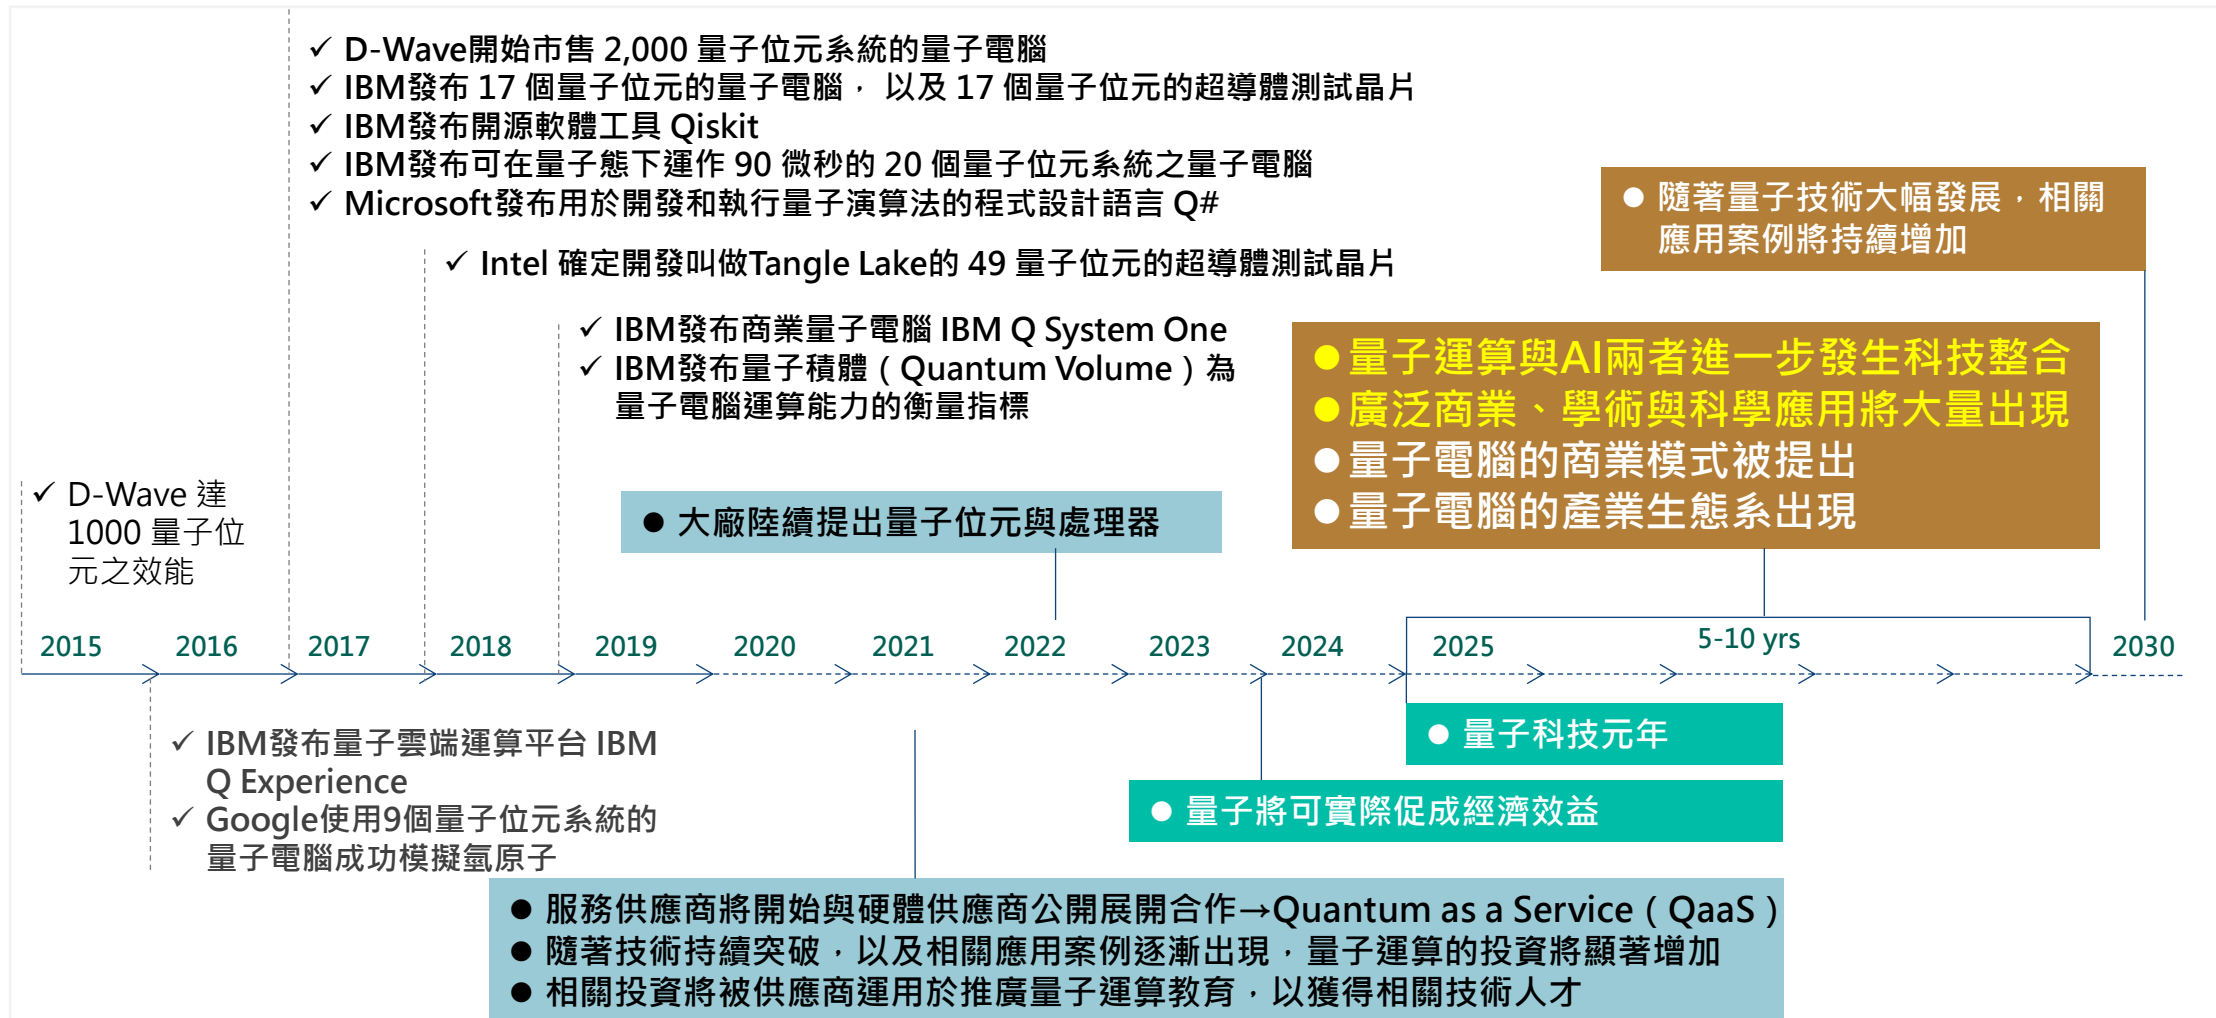 ✓ D-Wave開始市售 2,000 量子位元系統的量子電腦
✓ IBM發布 17 個量子位元的量子電腦， 以及 17 個量子位元的超導體測試晶片
✓ IBM發布開源軟體工具 Qiskit
✓ IBM發布可在量子態下運作 90 微秒的 20 個量子位元系統之量子電腦
✓ Microsoft發布用於開發和執行量子演算法的程式設計語言 Q#
✓ Intel 確定開發叫做Tangle Lake的 49 量子位元的超導體測試晶片
✓ IBM發布商業量子電腦 IBM Q System One
✓ IBM發布量子積體（Quantum Volume）為
量子電腦運算能力的衡量指標
● 隨著量子技術大幅發展，相關
應用案例將持續增加
● 量子運算與AI兩者進一步發生科技整合
● 廣泛商業、學術與科學應用將大量出現
● 量子電腦的商業模式被提出
● 量子電腦的產業生態系出現
✓ D-Wave 達
1000 量子位
元之效能
● 大廠陸續提出量子位元與處理器
2015 2016 2017 2018 2019 2020 2021 2022 2023 2024 2025 5-10 yrs 2030
✓ IBM發布量子雲端運算平台 IBM
Q Experience
✓ Google使用9個量子位元系統的
量子電腦成功模擬氫原子
● 量子科技元年
● 量子將可實際促成經濟效益
● 服務供應商將開始與硬體供應商公開展開合作→Quantum as a Service（QaaS）
● 隨著技術持續突破，以及相關應用案例逐漸出現，量子運算的投資將顯著增加
● 相關投資將被供應商運用於推廣量子運算教育，以獲得相關技術人才